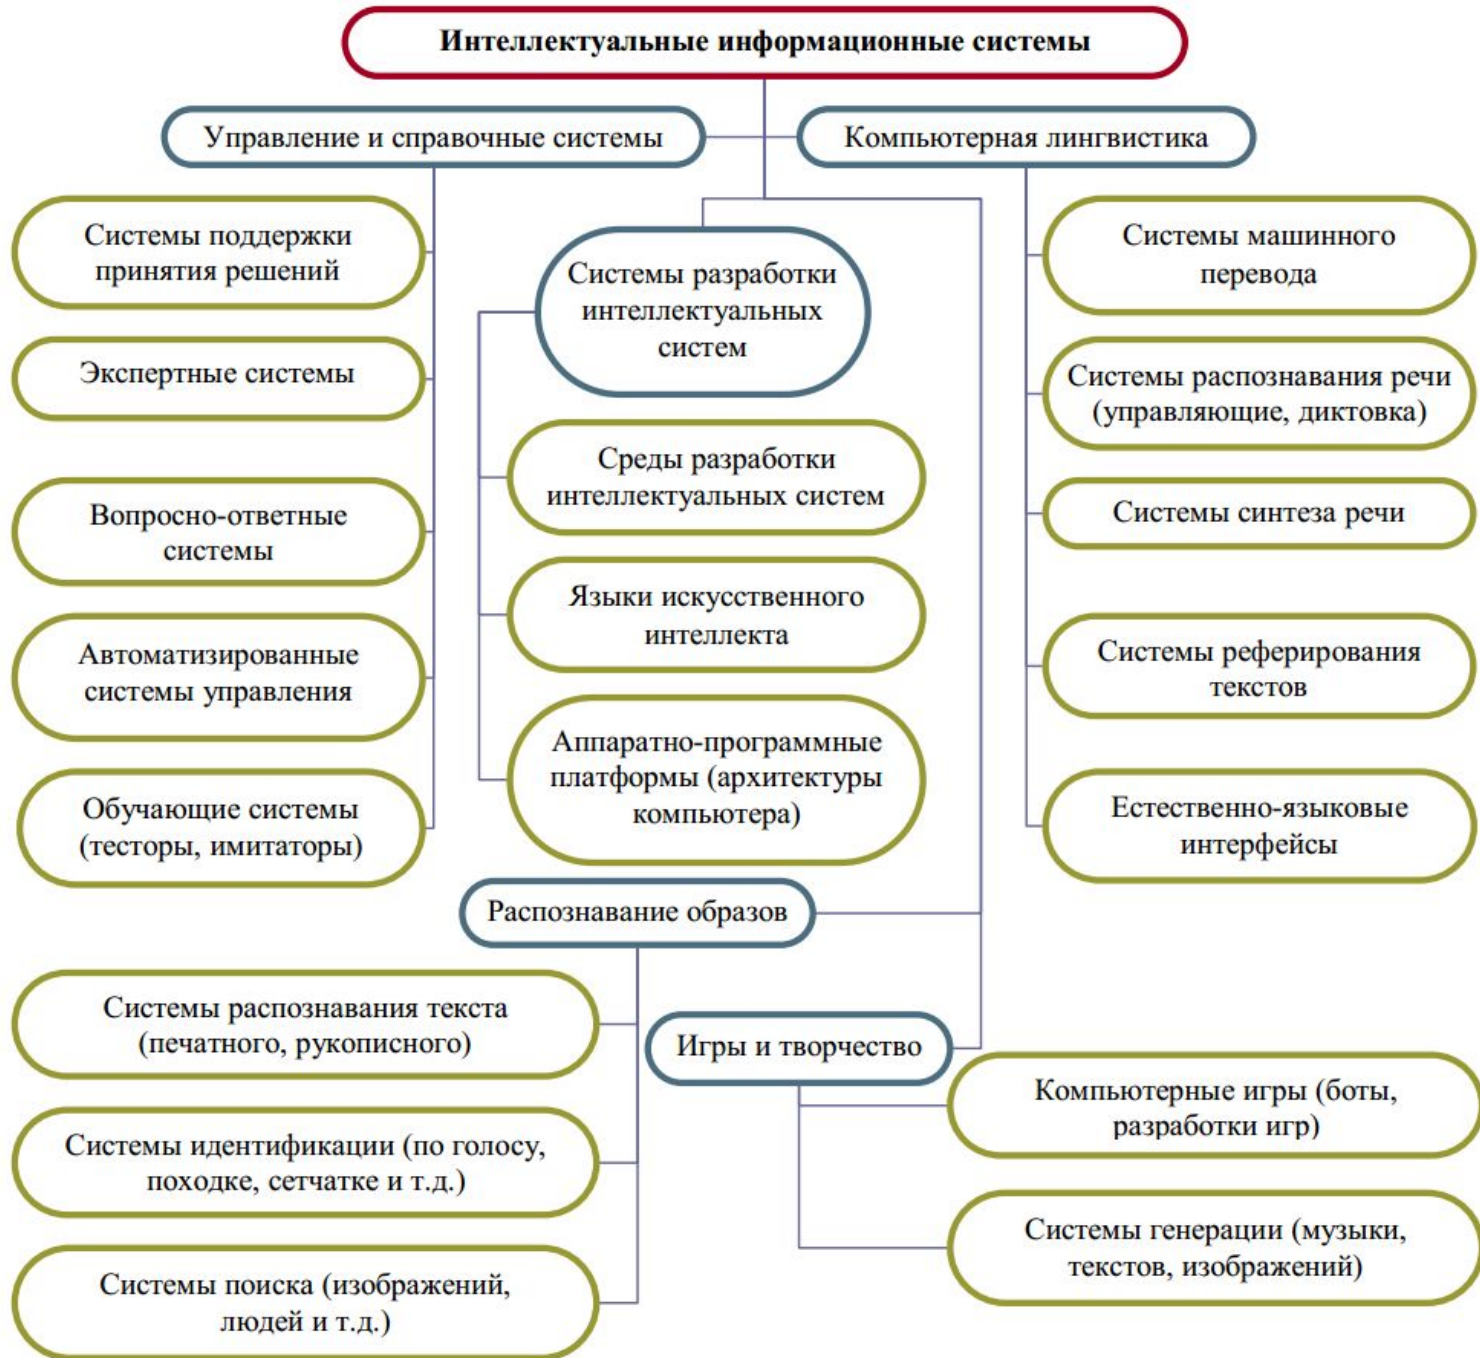 Интеллектуальные информационные системы
Управление и справочные системы
Компьютерная лингвистика
Системы поддержки
принятия решений
Экспертные системы
Вопросно-ответные
системы
Автоматизированные
системы управления
Обучающие системы
(тесторы, имитаторы)
Системы разработки
интеллектуальных
систем
Среды разработки
интеллектуальных систем
Языки искусственного
интеллекта
Аппаратно-программные
платформы (архитектуры
компьютера)
Системы машинного
перевода
Системы распознавания речи
(управляющие, диктовка)
Системы синтеза речи
Системы реферирования
текстов
Естественно-языковые
интерфейсы
Распознавание образов
Системы распознавания текста
(печатного, рукописного)
Системы идентификации (по голосу,
походке, сетчатке и т.д.)
Системы поиска (изображений,
людей и т.д.)
Игры и творчество
Компьютерные игры (боты,
разработки игр)
Системы генерации (музыки,
текстов, изображений)